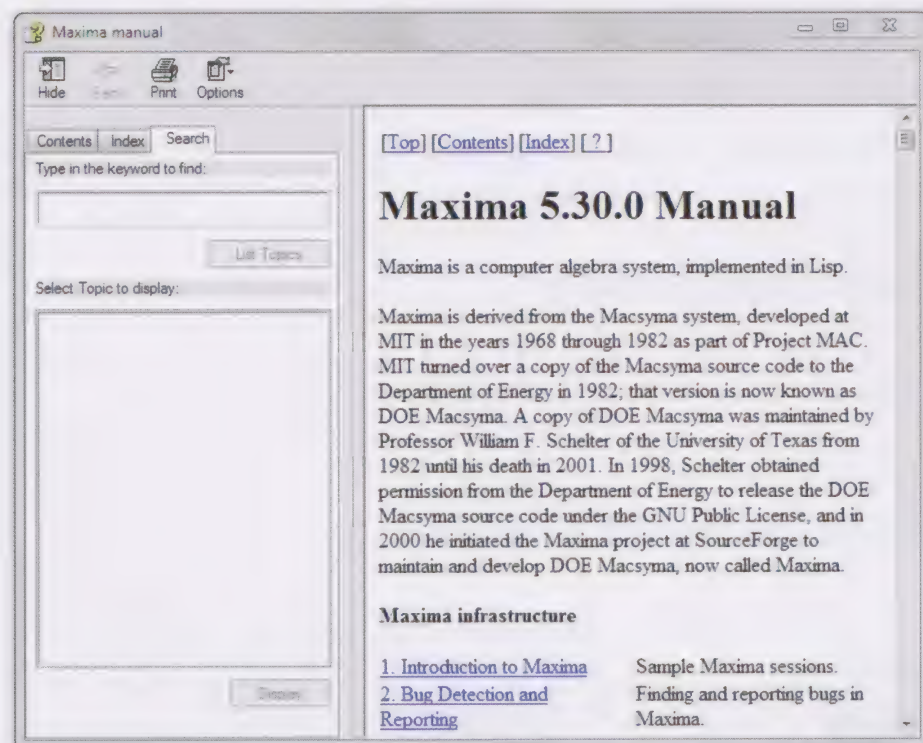 Maxima manual
Hide Back Print Options
Contents Index Search
Type in the keyword to find:
List Topics
Select Topic to display:
Display
[Top] [Contents] [Index] [ ? ]
Maxima 5.30.0 Manual
Maxima is a computer algebra system, implemented in Lisp.
Maxima is derived from the Macsyma system, developed at
MIT in the years 1968 through 1982 as part of Project MAC.
MIT turned over a copy of the Macsyma source code to the
Department of Energy in 1982; that version is now known as
DOE Macsyma. A copy of DOE Macsyma was maintained by
Professor William F. Schelter of the University of Texas from
1982 until his death in 2001. In 1998, Schelter obtained
permission from the Department of Energy to release the DOE
Macsyma source code under the GNU Public License, and in
2000 he initiated the Maxima project at SourceForge to
maintain and develop DOE Macsyma, now called Maxima.
Maxima infrastructure
1. Introduction to Maxima Sample Maxima sessions.
2. Bug Detection and Finding and reporting bugs in
Reporting Maxima.